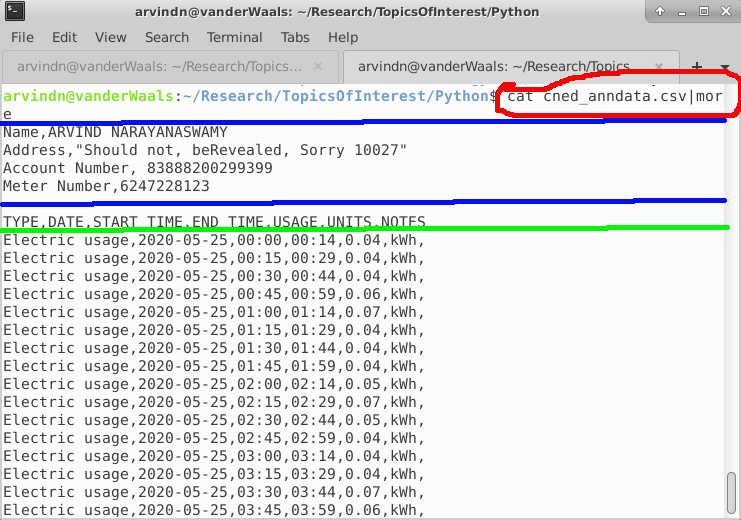 arvindn@vanderWaals: ~/Research/TopicsOfInterest/Python
File Edit View Search Terminal Tabs Help
arvindn@vanderWaals: ~/Research/Topics... arvindn@vanderWaals: ~/Research/Topics...
arvindn@vanderWaals:~/Research/TopicsOfInterest/Python$ cat cned_anndata.csv|mor
e
Name,ARVIND NARAYANASWAMY
Address,"Should not, beRevealed, Sorry 10027"
Account Number, 83888200299399
Meter Number,6247228123
TYPE,DATE,START TIME,END TIME,USAGE,UNITS,NOTES
Electric usage,2020-05-25,00:00,00:14,0.04,kWh,
Electric usage,2020-05-25,00:15,00:29,0.04,kWh,
Electric usage,2020-05-25,00:30,00:44,0.04,kWh,
Electric usage,2020-05-25,00:45,00:59,0.06,kWh,
Electric usage,2020-05-25,01:00,01:14,0.07,kWh,
Electric usage,2020-05-25,01:15,01:29,0.04,kWh,
Electric usage,2020-05-25,01:30,01:44,0.04,kWh,
Electric usage,2020-05-25,01:45,01:59,0.04,kWh,
Electric usage,2020-05-25,02:00,02:14,0.05,kWh,
Electric usage,2020-05-25,02:15,02:29,0.07,kWh,
Electric usage,2020-05-25,02:30,02:44,0.05,kWh,
Electric usage,2020-05-25,02:45,02:59,0.04,kWh,
Electric usage,2020-05-25,03:00,03:14,0.04,kWh,
Electric usage,2020-05-25,03:15,03:29,0.04,kWh,
Electric usage,2020-05-25,03:30,03:44,0.07,kWh,
Electric usage,2020-05-25,03:45,03:59,0.06,kWh,